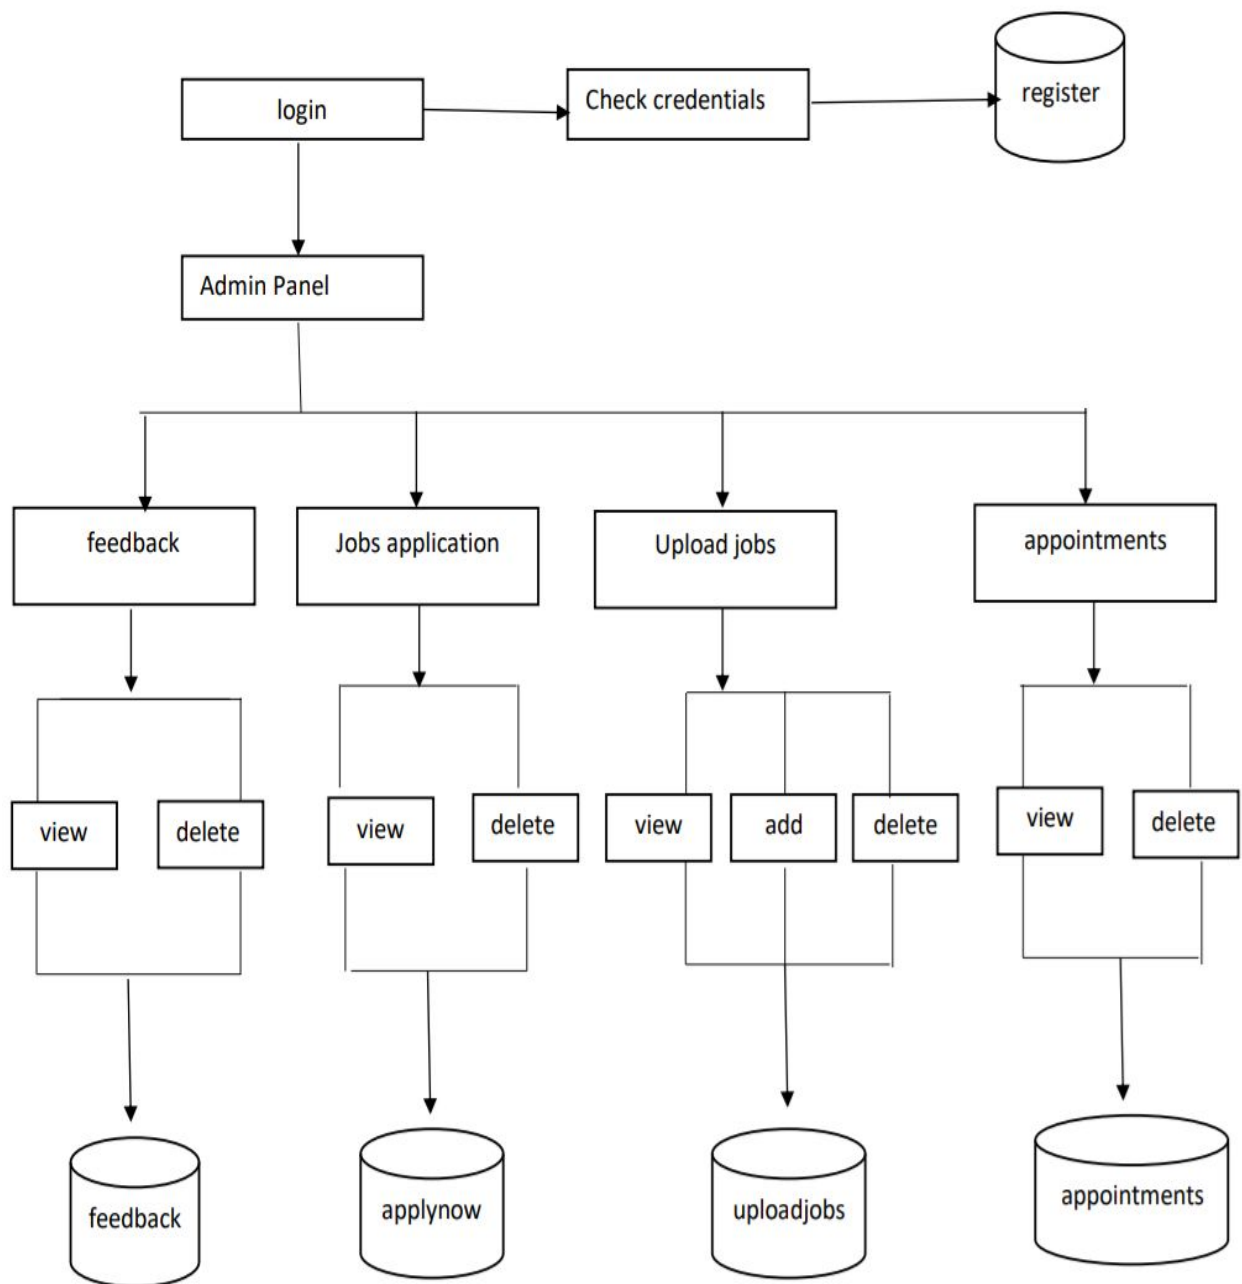 login
Check credentials
register
Admin Panel
feedback
Jobs application
Upload jobs
appointments
view
delete
view
delete
view
add
delete
view
delete
feedback
applynow
uploadjobs
appointments